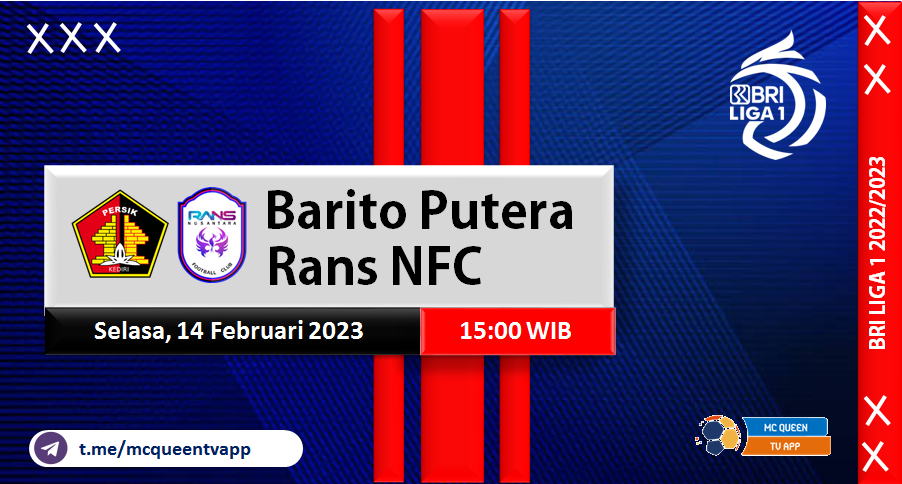 XXX
BRI
LIGA 1
X
X
BRI LIGA 1 2022/2023
X
X
PERSIK
KEDIRI
RANS
NUSANTARA
FOOTBALL CLUB
Barito Putera
Rans NFC
Selasa, 14 Februari 2023
15:00 WIB
t.me/mcqueentvapp
MC QUEEN
TV APP